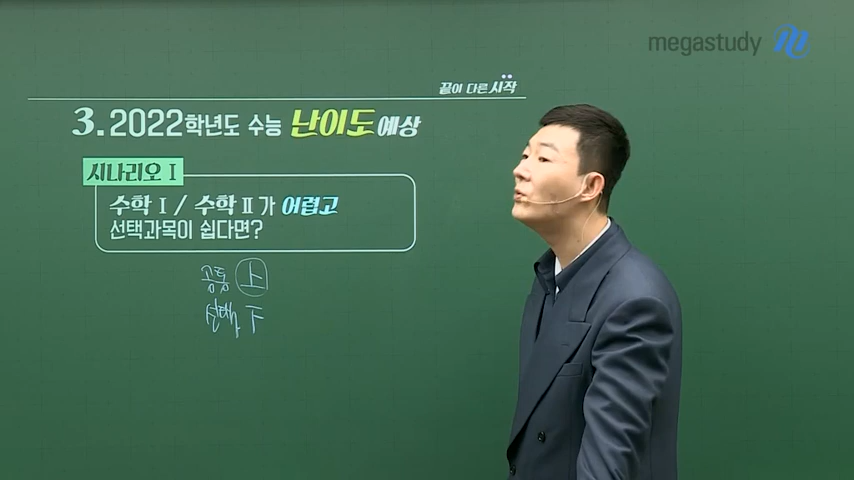 megastudy
끝이 다른 시작
3. 2022학년도 수능 난이도 예상
시나리오 I
수학 I / 수학 II 가 어렵고
선택과목이 쉽다면?
공통 上
선택 下